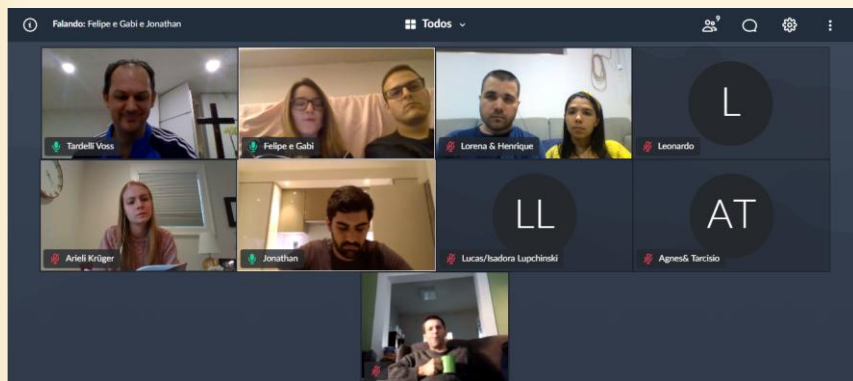 Falando: Felipe e Gabi e Jonathan
Todos
9
Tardelli Voss
Felipe e Gabi
Lorena & Henrique
L
Leonardo
Arieli Krüger
Jonathan
LL
Lucas/Isadora Lupchinski
AT
Agnes& Tarcísio